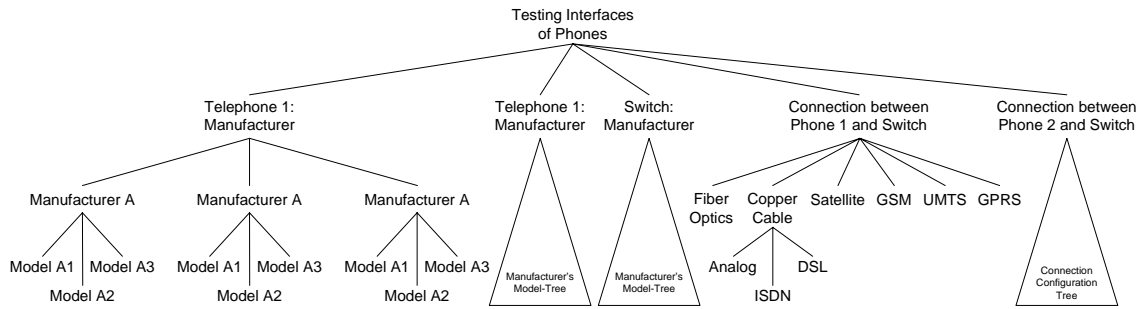 Testing Interfaces
of Phones
Telephone 1:
Manufacturer
Telephone 1:
Manufacturer
Switch:
Manufacturer
Connection between
Phone 1 and Switch
Connection between
Phone 2 and Switch
Manufacturer A
Manufacturer A
Manufacturer A
Fiber
Optics
Copper
Cable
Satellite
GSM
UMTS
GPRS
Model A1
Model A3
Model A2
Model A1
Model A3
Model A2
Model A1
Model A3
Model A2
Manufacturer's
Model-Tree
Manufacturer's
Model-Tree
Analog
DSL
ISDN
Connection
Configuration
Tree